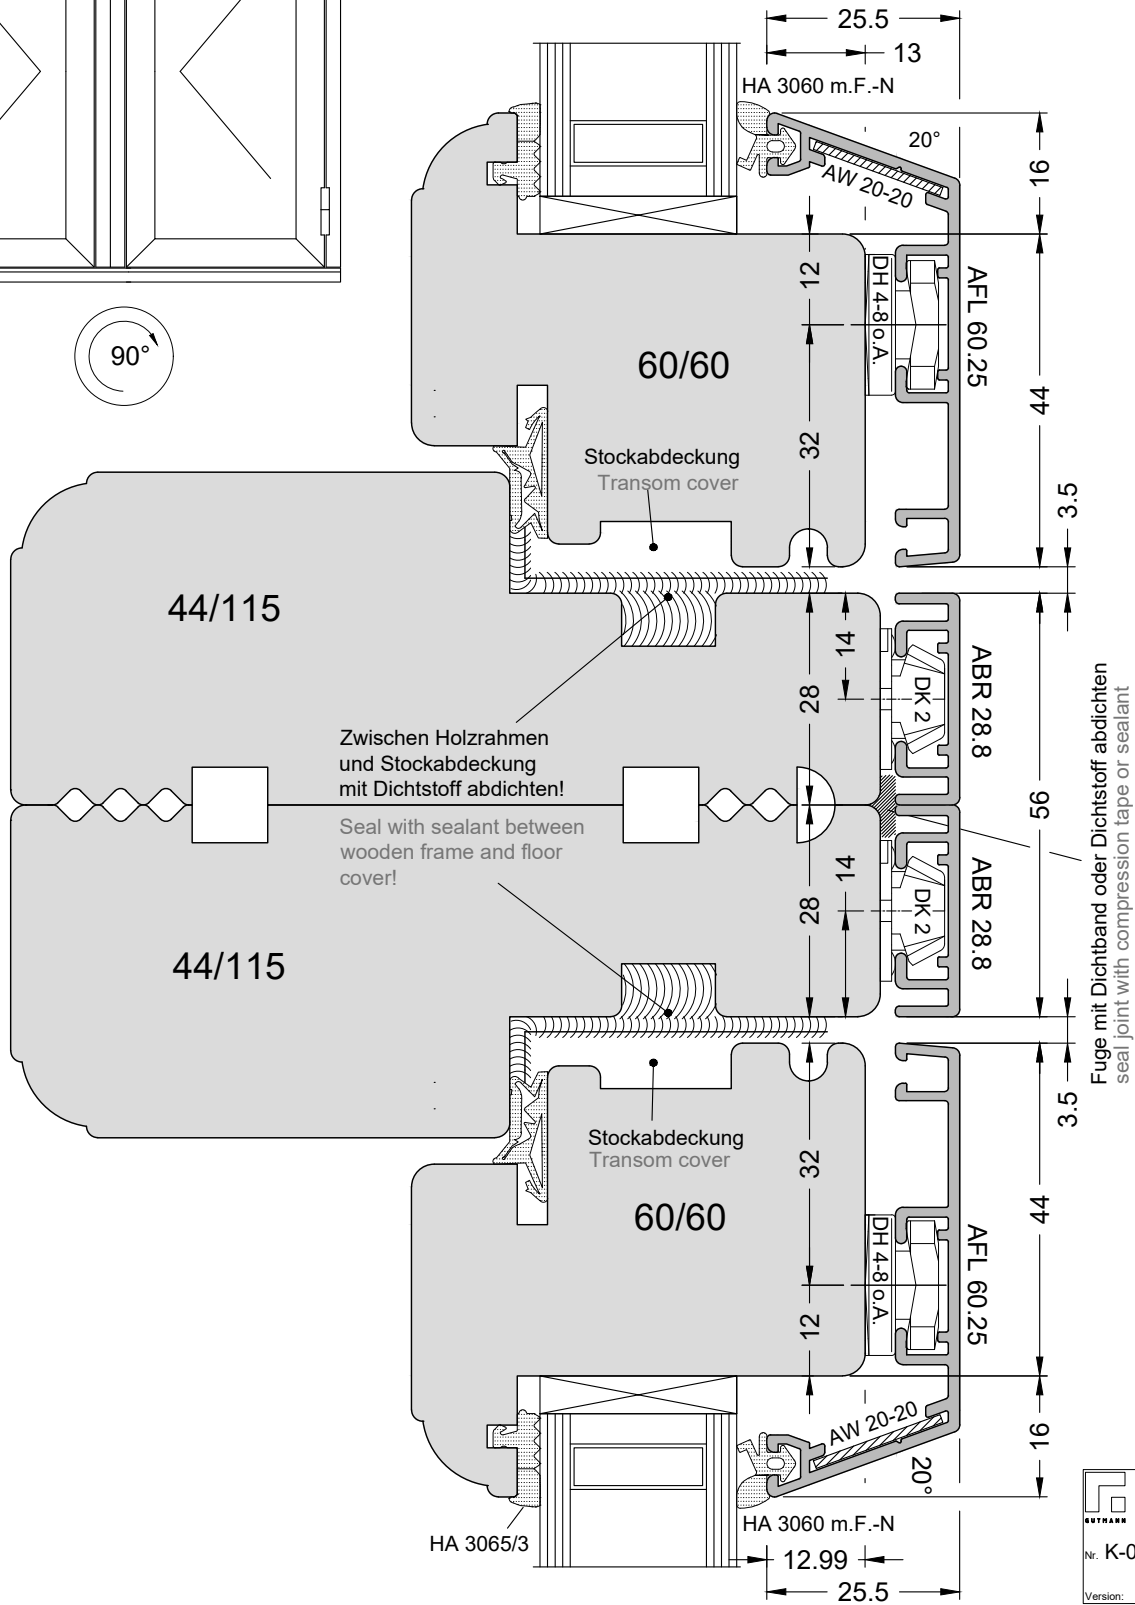 25.5
13
HA 3060 m.F.-N
20°
AW 20-20
16
12
DH 4-8 o.A.
AFL 60.25
90°
60/60
44
32
Stockabdeckung
Transom cover
3.5
44/115
14
28
DK 2
ABR 28.8
Zwischen Holzrahmen
und Stockabdeckung
mit Dichtstoff abdichten!
Seal with sealant between
wooden frame and floor
cover!
56
Fuge mit Dichtband oder Dichtstoff abdichten
seal joint with compression tape or sealant
44/115
14
28
DK 2
ABR 28.8
3.5
Stockabdeckung
Transom cover
32
60/60
44
DH 4-8 o.A.
AFL 60.25
12
AW 20-20
20°
16
HA 3065/3
HA 3060 m.F.-N
12.99
25.5
GUTMANN
Nr. K-0
Version: